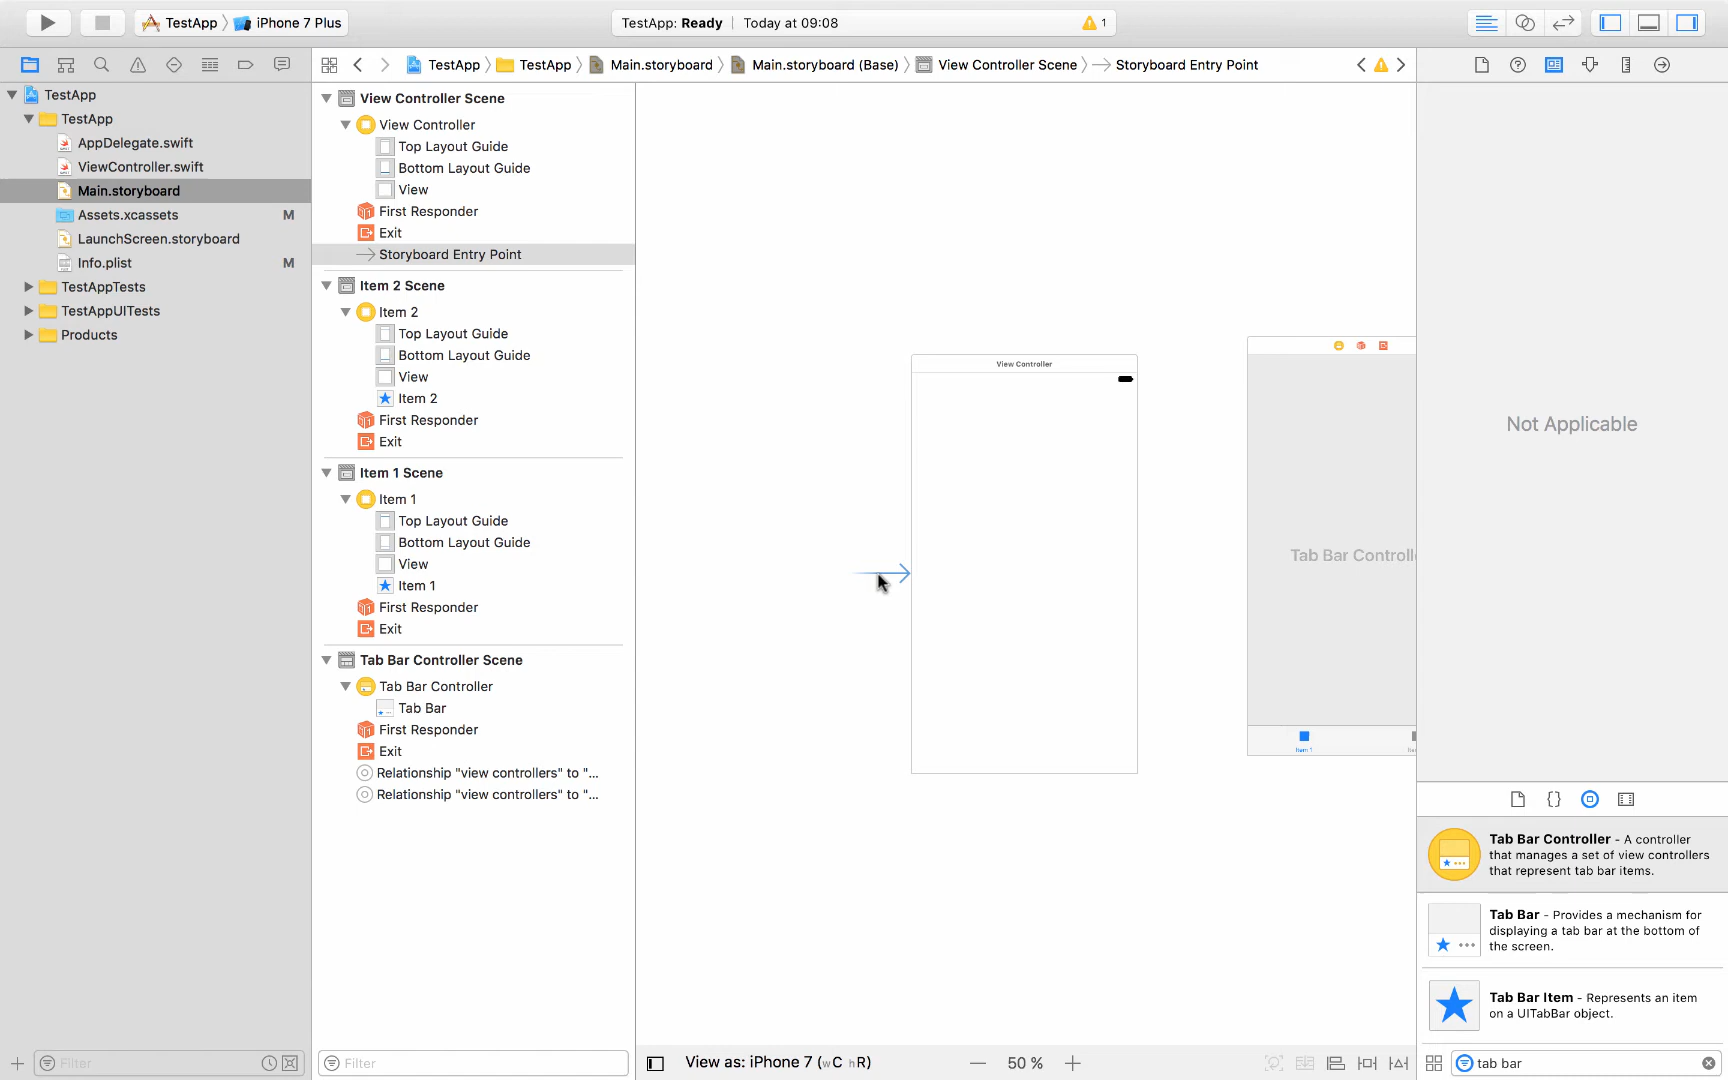 TestApp
iPhone 7 Plus
TestApp: Ready
Today at 09:08
1
TestApp
TestApp
Main.storyboard
Main.storyboard (Base)
View Controller Scene
Storyboard Entry Point
TestApp
TestApp
AppDelegate.swift
ViewController.swift
Main.storyboard
Assets.xcassets M
LaunchScreen.storyboard
Info.plist M
TestAppTests
TestAppUITests
Products
Filter
View Controller Scene
View Controller
Top Layout Guide
Bottom Layout Guide
View
First Responder
Exit
Storyboard Entry Point
Item 2 Scene
Item 2
Top Layout Guide
Bottom Layout Guide
View
Item 2
First Responder
Exit
Item 1 Scene
Item 1
Top Layout Guide
Bottom Layout Guide
View
Item 1
First Responder
Exit
Tab Bar Controller Scene
Tab Bar Controller
Tab Bar
First Responder
Exit
Relationship "view controllers" to "...
Relationship "view controllers" to "...
Filter
View Controller
Tab Bar Controlle
Item 1
View as: iPhone 7 (wC hR)
50 %
Not Applicable
Tab Bar Controller - A controller
that manages a set of view controllers
that represent tab bar items.
Tab Bar - Provides a mechanism for
displaying a tab bar at the bottom of
the screen.
Tab Bar Item - Represents an item
on a UITabBar object.
tab bar